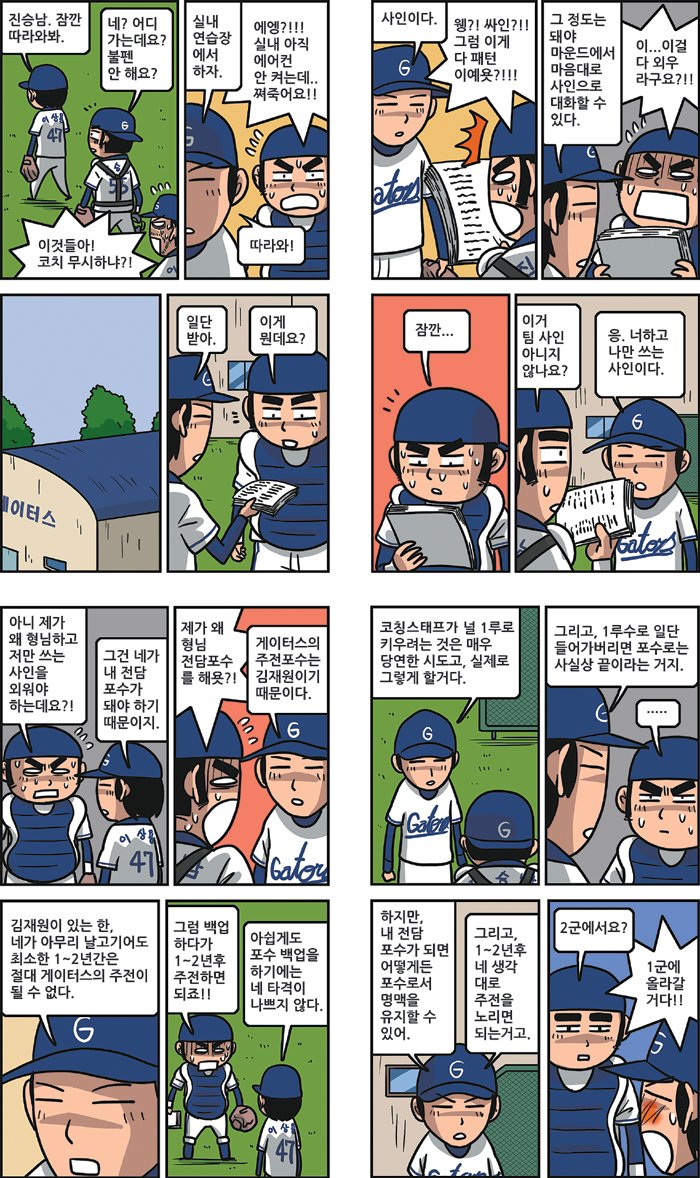 진승남. 잠깐
따라와봐.
네? 어디
가는데요?
불펜
안 해요?
이상훈
47
G
승
55
이것들아!
코치 무시하냐?!
실내
연습장
에서
하자.
에엥?!!!
실내 아직
에어컨
안 켜는데..
쪄죽어요!!
따라와!
게이터스
일단
받아.
이게
뭔데요?
사인이다.
웽?! 싸인?!!
그럼 이게
다 패턴
이예욧?!!!
G
Gators
그 정도는
돼야
마운드에서
마음대로
사인으로
대화할 수
있다.
이...이걸
다 외우
라구요?!!
잠깐...
이거
팀 사인
아니지
않나요?
응. 너하고
나만 쓰는
사인이다.
G
Gators
아니 제가
왜 형님하고
저만 쓰는
사인을
외워야
하는데요?!
그건 네가
내 전담
포수가
돼야 하기
때문이지.
47
제가 왜
형님
전담포수
를 해욧?!
게이터스의
주전포수는
김재원이기
때문이다.
G
Gators
김재원이 있는 한,
네가 아무리 날고기어도
최소한 1~2년간은
절대 게이터스의 주전이
될 수 없다.
G
그럼 백업
하다가
1~2년후
주전하면
되죠!!
아쉽게도
포수 백업을
하기에는
네 타격이
나쁘지 않다.
47
코칭스태프가 널 1루로
키우려는 것은 매우
당연한 시도고, 실제로
그렇게 할거다.
G
Gators
G
그리고, 1루수로 일단
들어가버리면 포수로는
사실상 끝이라는 거지.
.....
하지만,
내 전담
포수가 되면
어떻게든
포수로서
명맥을
유지할 수
있어.
그리고,
1~2년후
네 생각
대로
주전을
노리면
되는거고.
G
Gators
2군에서요?
1군에
올라갈
거다!!
G